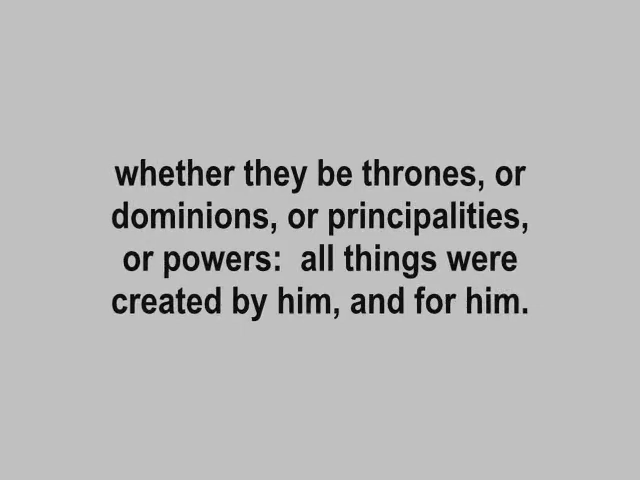 whether they be thrones, or
dominions, or principalities,
or powers:  all things were
created by him, and for him.